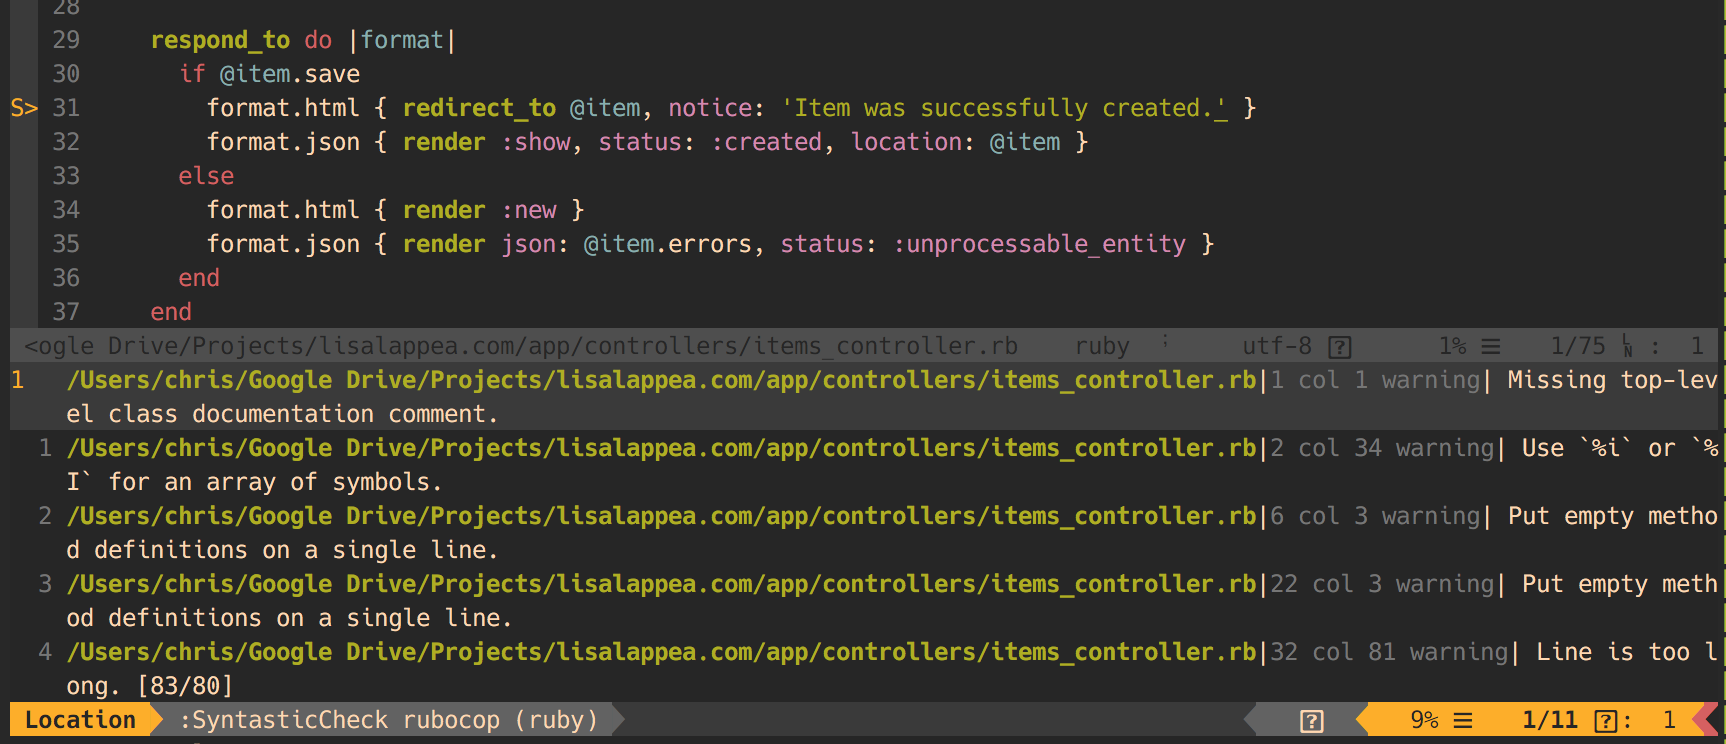 28
29     respond_to do |format|
30       if @item.save
S> 31         format.html { redirect_to @item, notice: 'Item was successfully created.' }
32         format.json { render :show, status: :created, location: @item }
33       else
34         format.html { render :new }
35         format.json { render json: @item.errors, status: :unprocessable_entity }
36       end
37     end
<ogle Drive/Projects/lisalappea.com/app/controllers/items_controller.rb    ruby  ;     utf-8 [?]      1% ☰   1/75 LN :  1
1   /Users/chris/Google Drive/Projects/lisalappea.com/app/controllers/items_controller.rb|1 col 1 warning| Missing top-lev
el class documentation comment.
1 /Users/chris/Google Drive/Projects/lisalappea.com/app/controllers/items_controller.rb|2 col 34 warning| Use `%i` or `%
I` for an array of symbols.
2 /Users/chris/Google Drive/Projects/lisalappea.com/app/controllers/items_controller.rb|6 col 3 warning| Put empty metho
d definitions on a single line.
3 /Users/chris/Google Drive/Projects/lisalappea.com/app/controllers/items_controller.rb|22 col 3 warning| Put empty meth
od definitions on a single line.
4 /Users/chris/Google Drive/Projects/lisalappea.com/app/controllers/items_controller.rb|32 col 81 warning| Line is too l
ong. [83/80]
Location  :SyntasticCheck rubocop (ruby)  [?]  9% ☰  1/11 [?]:  1